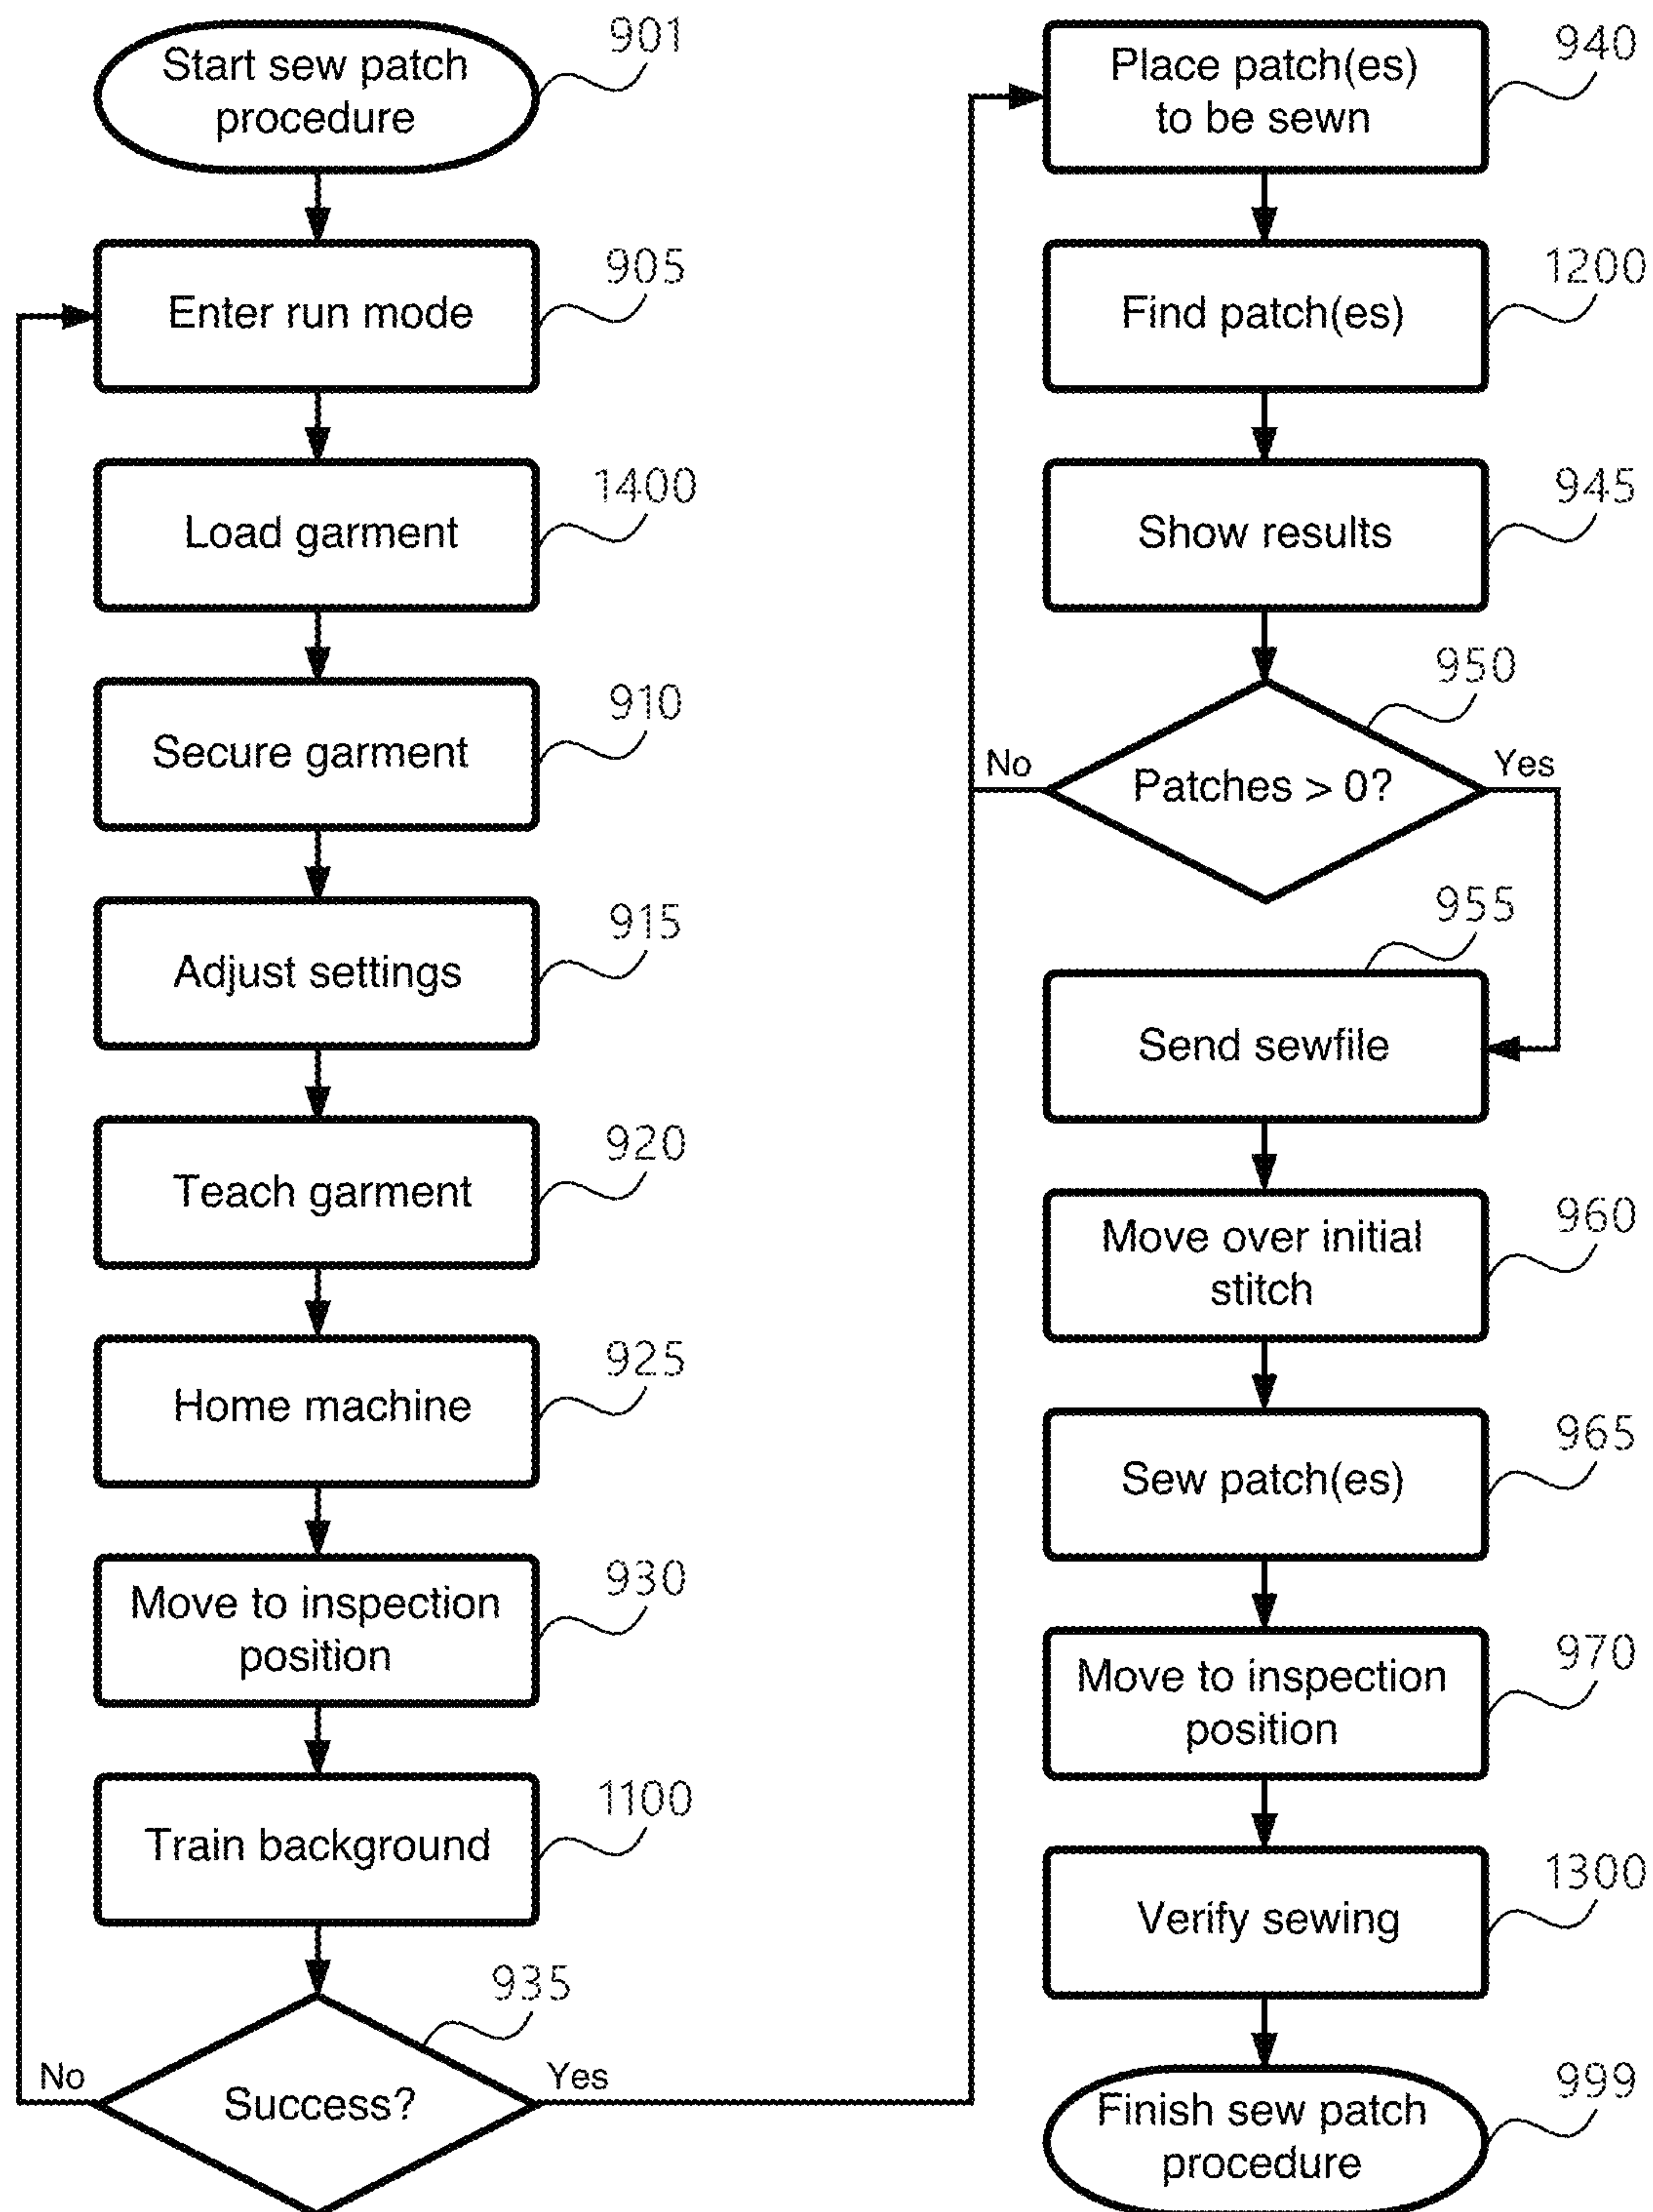 Start sew patch
procedure
901
Enter run mode
905
Load garment
1400
Secure garment
910
Adjust settings
915
Teach garment
920
Home machine
925
Move to inspection
position
930
Train background
1100
Success?
935
No
Yes
Place patch(es)
to be sewn
940
Find patch(es)
1200
Show results
945
Patches > 0?
950
No
Yes
Send sewfile
955
Move over initial
stitch
960
Sew patch(es)
965
Move to inspection
position
970
Verify sewing
1300
Finish sew patch
procedure
999